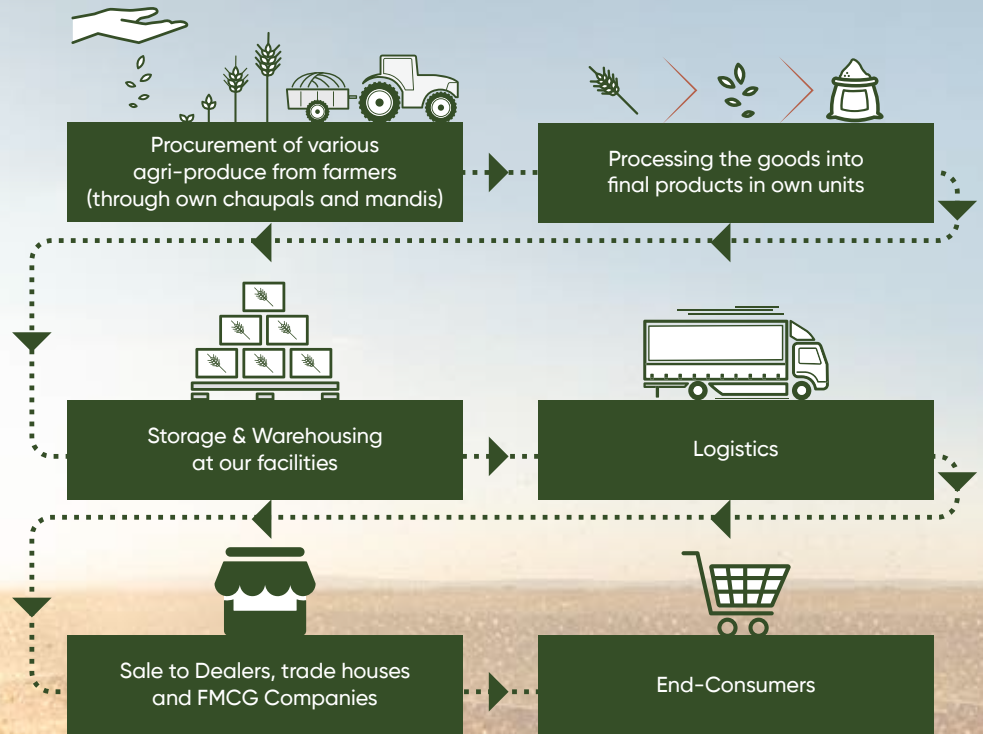 Procurement of various
agri-produce from farmers
(through own chaupals and mandis)
Processing the goods into
final products in own units
Storage & Warehousing
at our facilities
Logistics
Sale to Dealers, trade houses
and FMCG Companies
End-Consumers